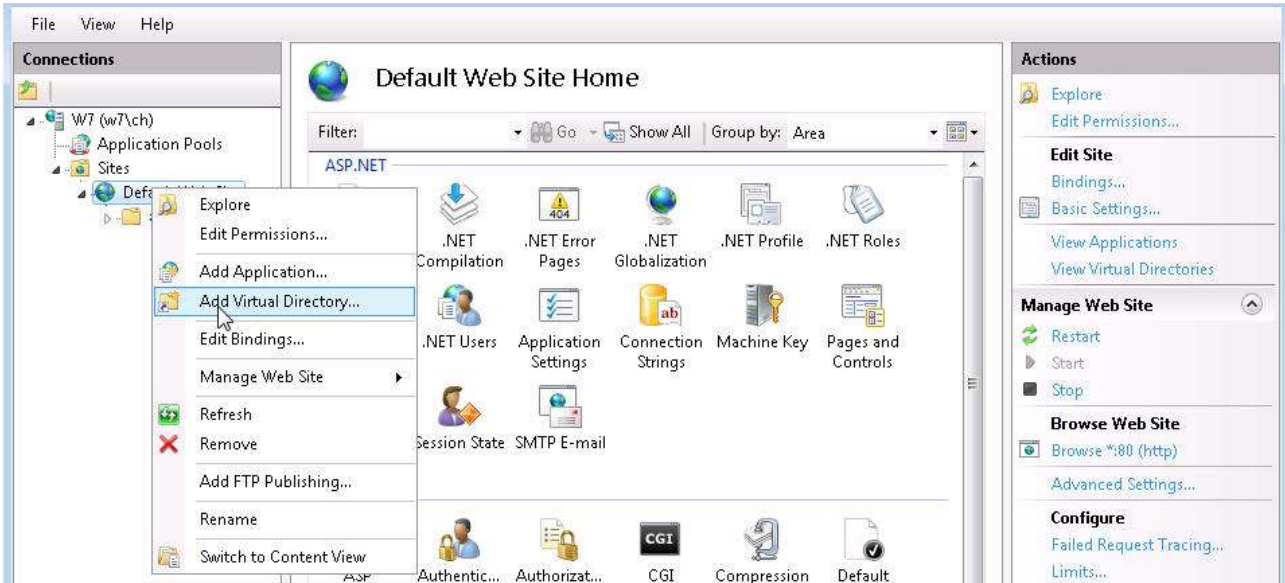 File View Help
Connections
W7 (w7\ch)
Application Pools
Sites
Explore
Edit Permissions...
Add Application...
Add Virtual Directory...
Edit Bindings...
Manage Web Site
Refresh
Remove
Add FTP Publishing...
Rename
Switch to Content View
Default Web Site Home
Filter: Go Show All Group by: Area
ASP.NET
.NET Compilation
.NET Error Pages
404
.NET Globalization
.NET Profile
.NET Roles
.NET Users
Application Settings
ab
Connection Strings
Machine Key
Pages and Controls
Session State
SMTP E-mail
ASP
Authentic...
Authorizat...
CGI
CGI
Compression
Default
Actions
Explore
Edit Permissions...
Edit Site
Bindings...
Basic Settings...
View Applications
View Virtual Directories
Manage Web Site
Restart
Start
Stop
Browse Web Site
Browse *:80 (http)
Advanced Settings...
Configure
Failed Request Tracing...
Limits...